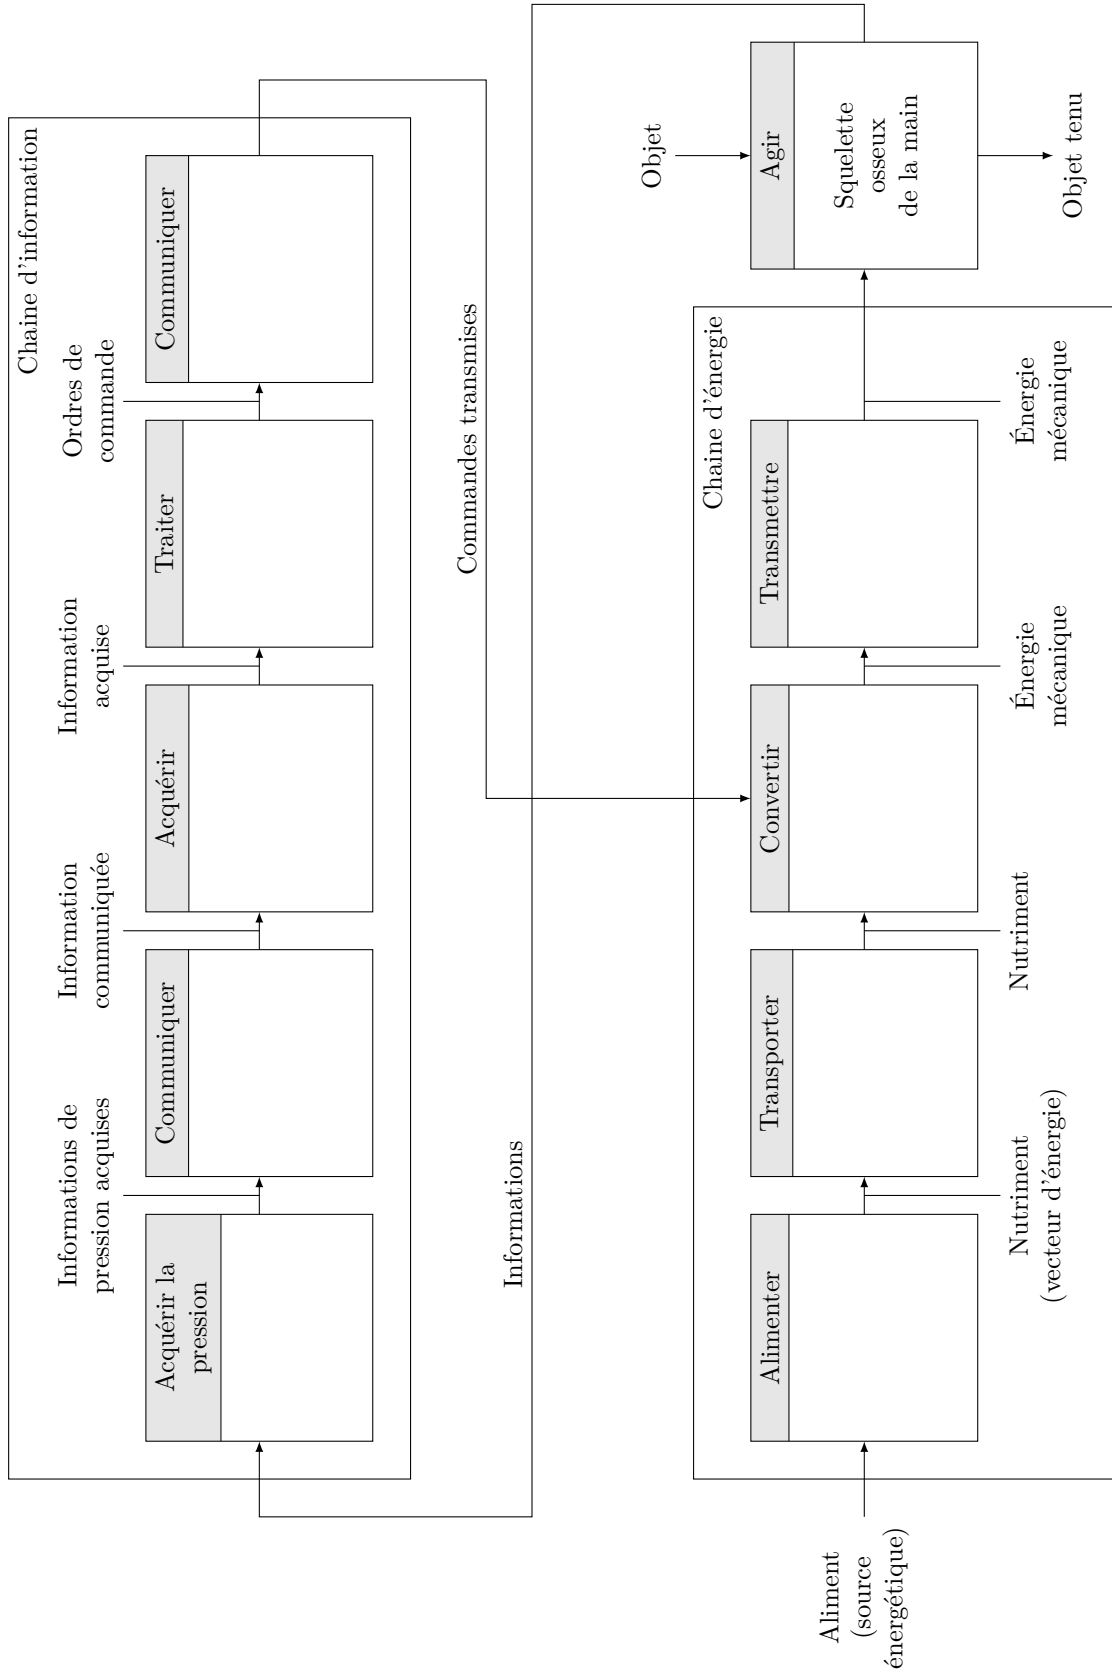 Chaine d'information
Informations de
pression acquises
Information
communiquée
Information
acquise
Ordres de
commande
Acquérir la
pression
Communiquer
Acquérir
Traiter
Communiquer
Commandes transmises
Informations
Chaine d'énergie
Objet
Aliment
(source
énergétique)
Alimenter
Transporter
Convertir
Transmettre
Agir
Squelette
osseux
de la main
Nutriment
(vecteur d'énergie)
Nutriment
Énergie
mécanique
Énergie
mécanique
Objet tenu